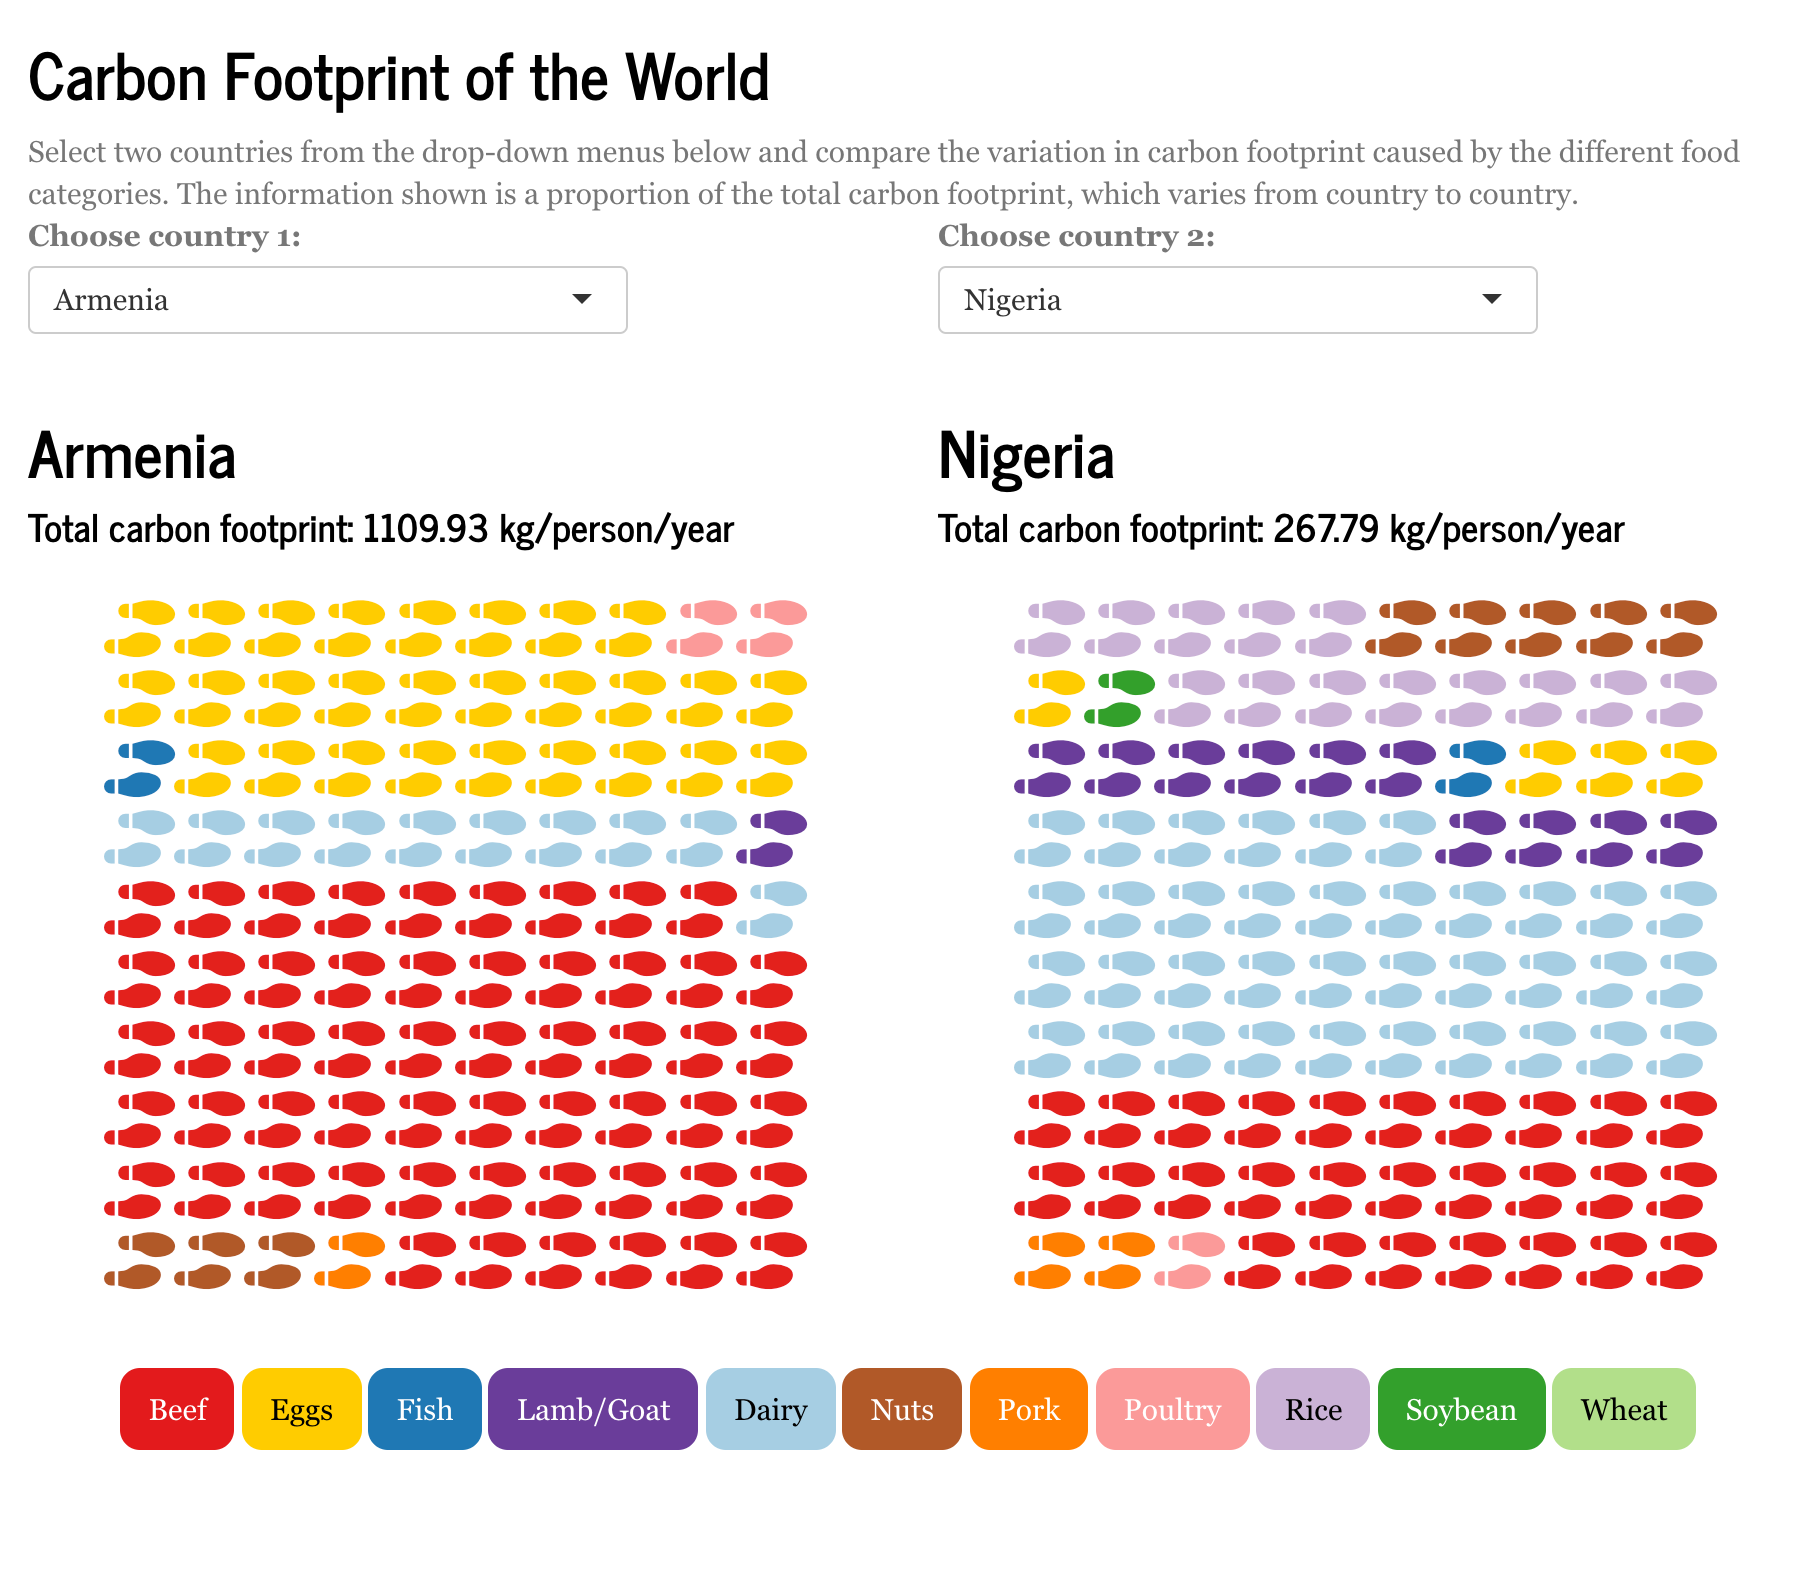 Carbon Footprint of the World
Select two countries from the drop-down menus below and compare the variation in carbon footprint caused by the different food
categories. The information shown is a proportion of the total carbon footprint, which varies from country to country.
Choose country 1:
Armenia
Choose country 2:
Nigeria
Armenia
Total carbon footprint: 1109.93 kg/person/year
Nigeria
Total carbon footprint: 267.79 kg/person/year
Beef
Eggs
Fish
Lamb/Goat
Dairy
Nuts
Pork
Poultry
Rice
Soybean
Wheat